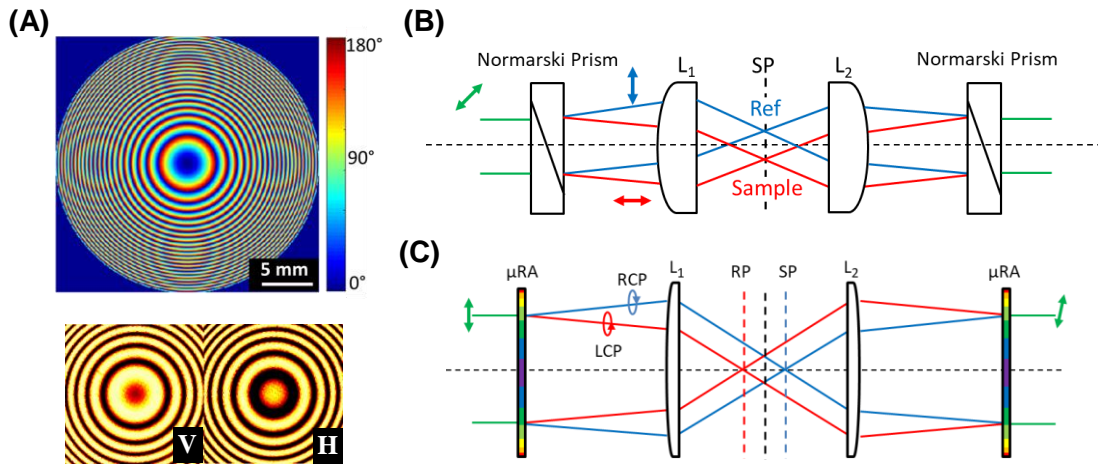 (A)
180°
90°
0°
5 mm
V
H
(B)
Normarski Prism
L1
SP
L2
Normarski Prism
Ref
Sample
(C)
μRA
L1
RP
SP
L2
μRA
RCP
LCP